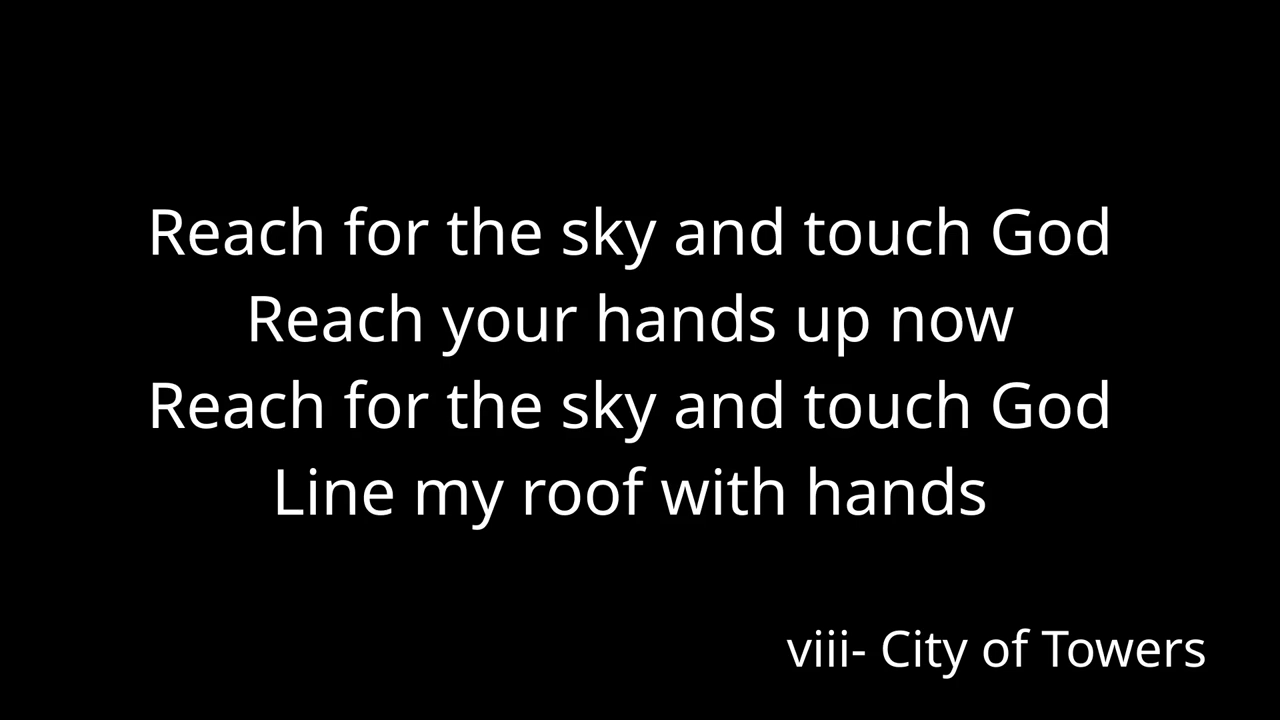 Reach for the sky and touch God
Reach your hands up now
Reach for the sky and touch God
Line my roof with hands
viii- City of Towers